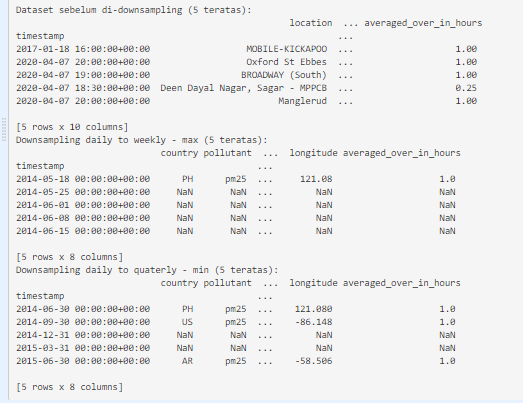 Dataset sebelum di-downsampling (5 teratas):
location ... averaged_over_in_hours
timestamp ...
2017-01-18 16:00:00+00:00 MOBILE-KICKAPOO ... 1.00
2020-04-07 20:00:00+00:00 Oxford St Ebbes ... 1.00
2020-04-07 19:00:00+00:00 BROADWAY (South) ... 1.00
2020-04-07 18:30:00+00:00 Deen Dayal Nagar, Sagar - MPPCB ... 0.25
2020-04-07 20:00:00+00:00 Manglerud ... 1.00
[5 rows x 10 columns]
Downsampling daily to weekly - max (5 teratas):
country pollutant ... longitude averaged_over_in_hours
timestamp ...
2014-05-18 00:00:00+00:00 PH pm25 ... 121.08 1.0
2014-05-25 00:00:00+00:00 NaN NaN ... NaN NaN
2014-06-01 00:00:00+00:00 NaN NaN ... NaN NaN
2014-06-08 00:00:00+00:00 NaN NaN ... NaN NaN
2014-06-15 00:00:00+00:00 NaN NaN ... NaN NaN
[5 rows x 8 columns]
Downsampling daily to quaterly - min (5 teratas):
country pollutant ... longitude averaged_over_in_hours
timestamp ...
2014-06-30 00:00:00+00:00 PH pm25 ... 121.080 1.0
2014-09-30 00:00:00+00:00 US pm25 ... -86.148 1.0
2014-12-31 00:00:00+00:00 NaN NaN ... NaN NaN
2015-03-31 00:00:00+00:00 NaN NaN ... NaN NaN
2015-06-30 00:00:00+00:00 AR pm25 ... -58.506 1.0
[5 rows x 8 columns]